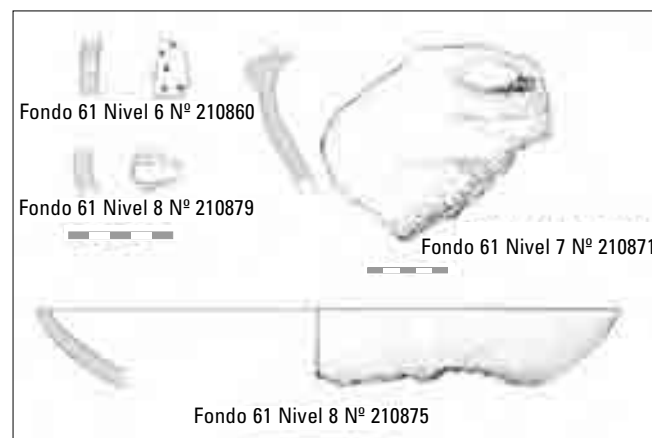 Fondo 61 Nivel 6 Nº 210860
Fondo 61 Nivel 8 Nº 210879
Fondo 61 Nivel 7 Nº 210871
Fondo 61 Nivel 8 Nº 210875